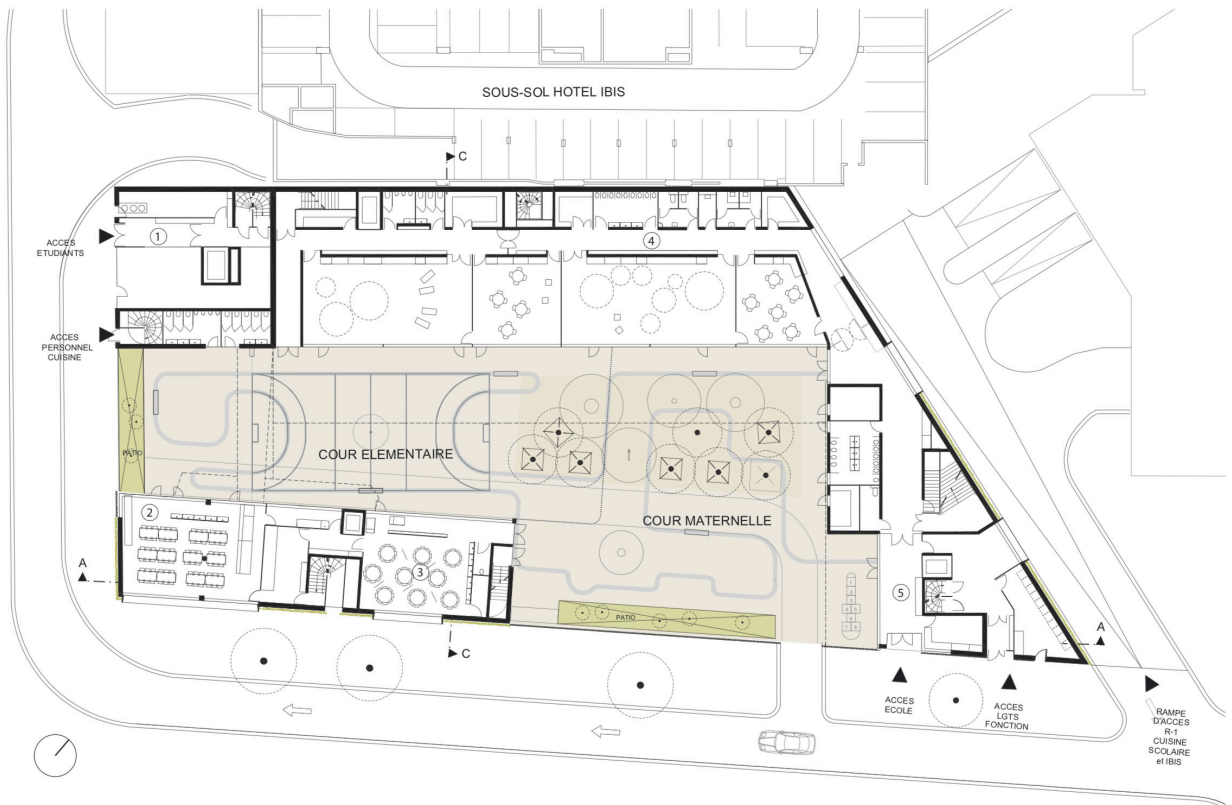 SOUS-SOL HOTEL IBIS
C
1
4
ACCES
ETUDIANTS
ACCES
PERSONNEL
CUISINE
PATIO
COUR ELEMENTAIRE
COUR MATERNELLE
2
3
5
A
A
C
PATIO
ACCES
ECOLE
ACCES
LGTS
FONCTION
RAMPE
D'ACCES
R-1
CUISINE
SCOLAIRE
et IBIS